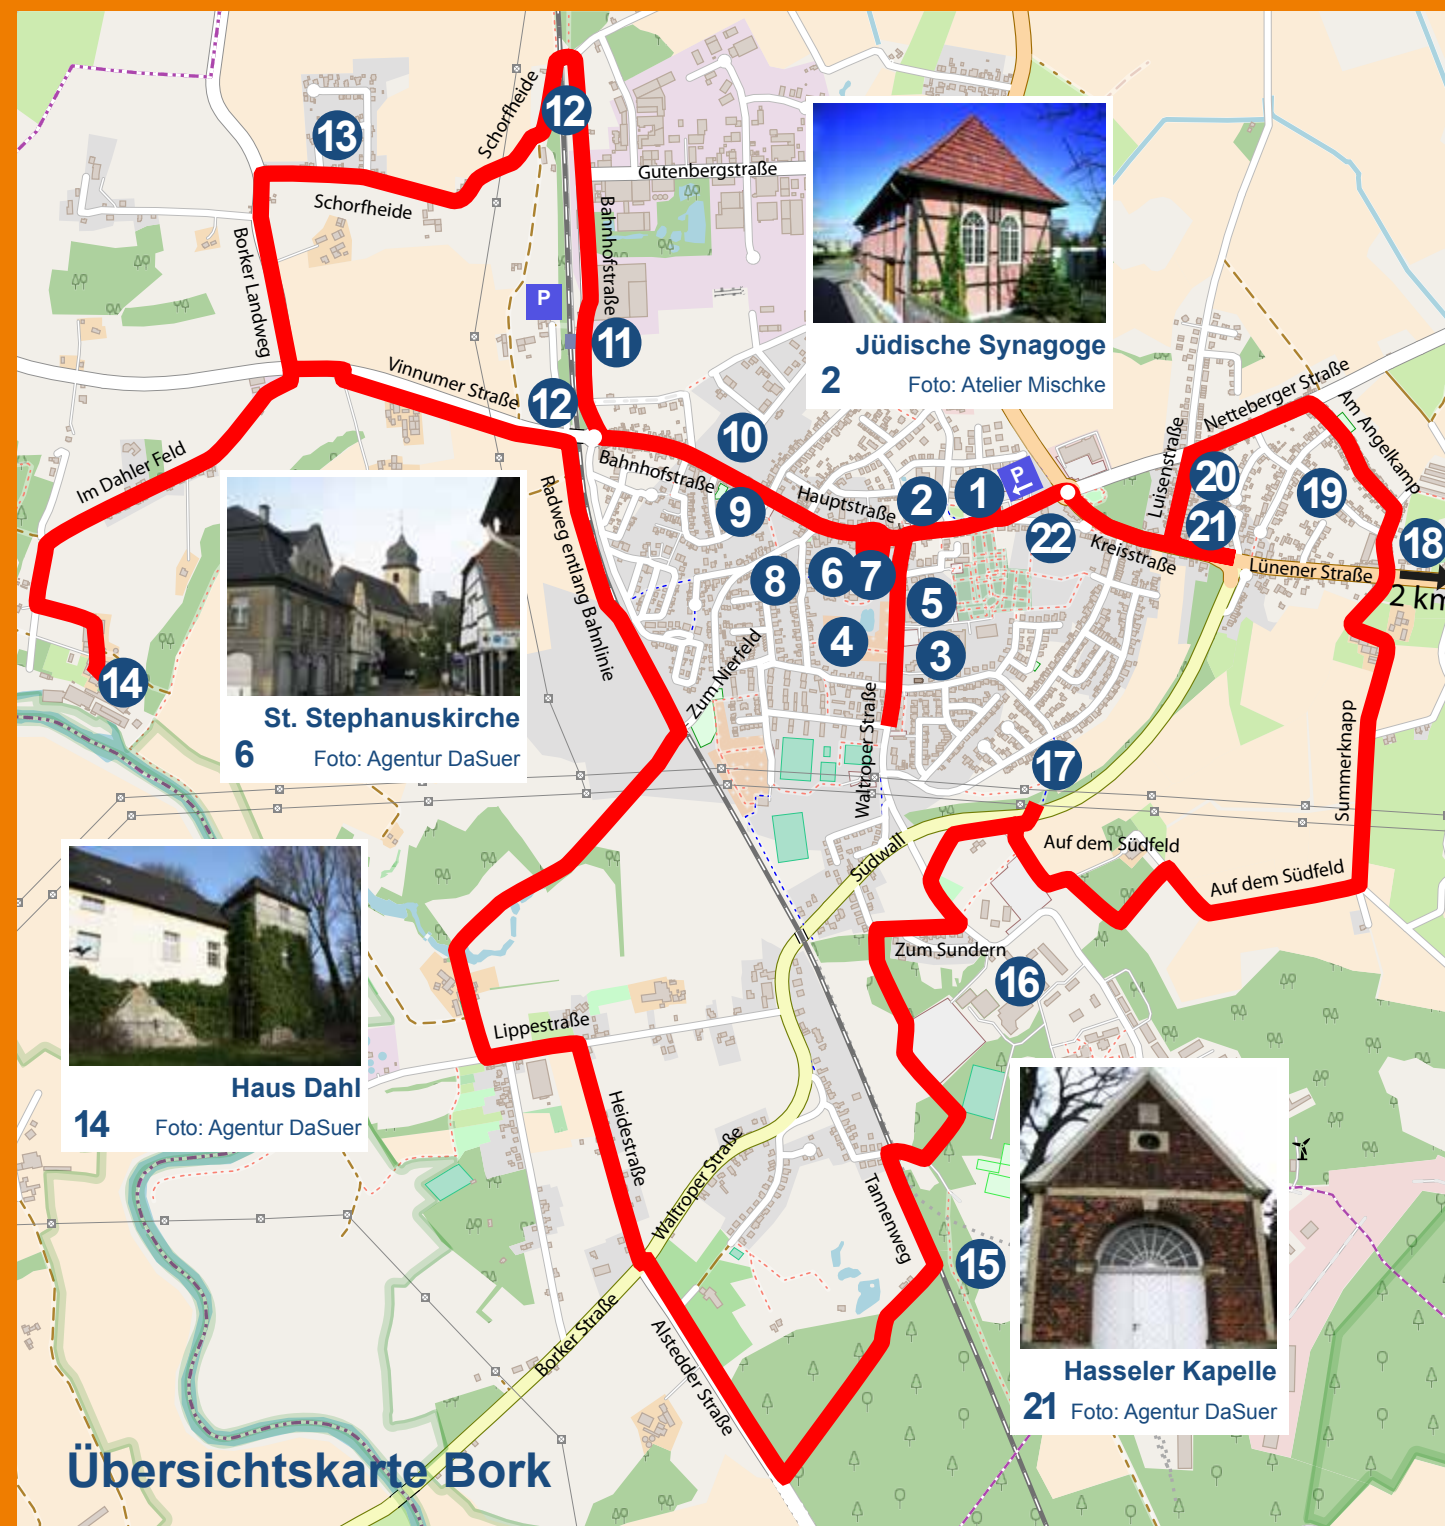 12
13
Schorfheide
Gutenbergstraße
Schorfheide
Bahnhofstraße
Borker Landweg
P
11
Vinnumer Straße
12
Jüdische Synagoge
2 Foto: Atelier Mischke
Netteberger Straße
Am Angelkamp
Luisenstraße
10
Bahnhofstraße
9
Hauptstraße
2
1
P
20
19
21
22
Kreisstraße
18
Lünener Straße
2 km
Im Dahler Feld
Radweg entlang Bahnlinie
8
6
7
5
4
3
14
St. Stephanuskirche
6 Foto: Agentur DaSuer
Zum Nierfeld
Waltroper Straße
17
Summerknapp
Südwall
Auf dem Südfeld
Auf dem Südfeld
Haus Dahl
14 Foto: Agentur DaSuer
Zum Sundern
16
Lippestraße
Heidestraße
Waltroper Straße
Tannenweg
15
Borker Straße
Alstedder Straße
Hasseler Kapelle
21 Foto: Agentur DaSuer
Übersichtskarte Bork